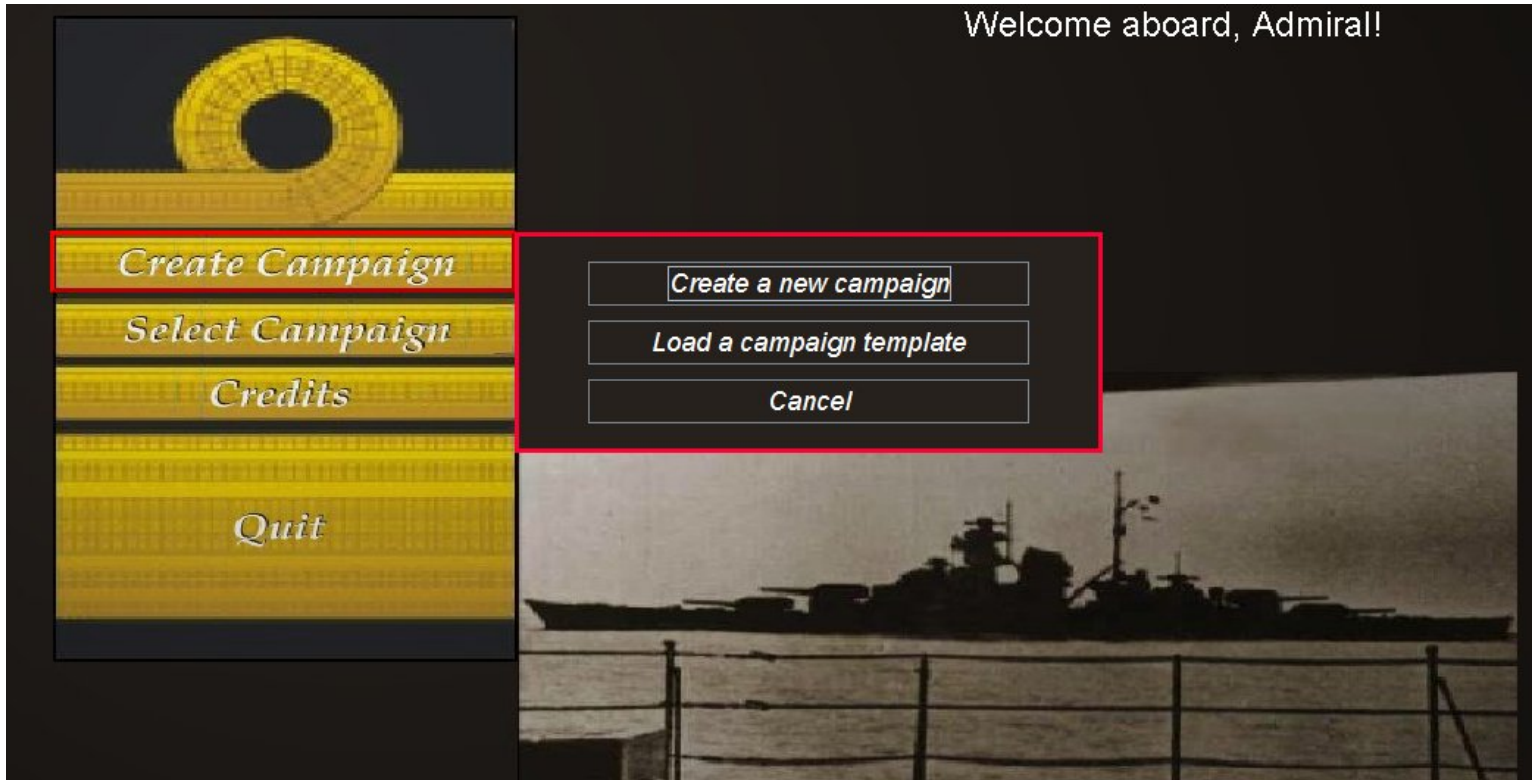 Welcome aboard, Admiral!
Create Campaign
Select Campaign
Credits
Quit
Create a new campaign
Load a campaign template
Cancel